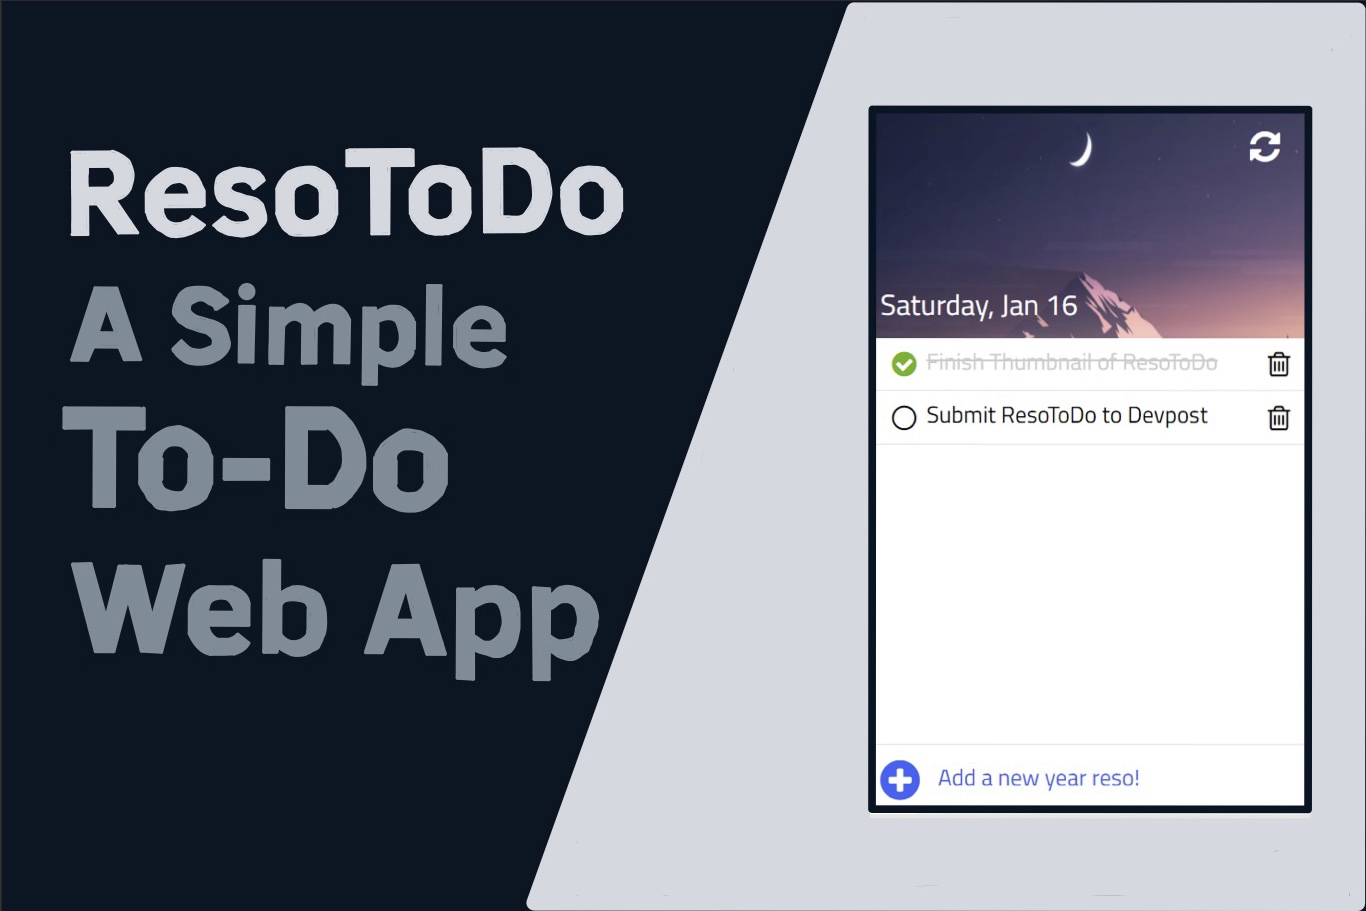 ResoToDo
A Simple
To-Do
Web App
Saturday, Jan 16
Finish Thumbnail of ResoToDo
Submit ResoToDo to Devpost
Add a new year reso!